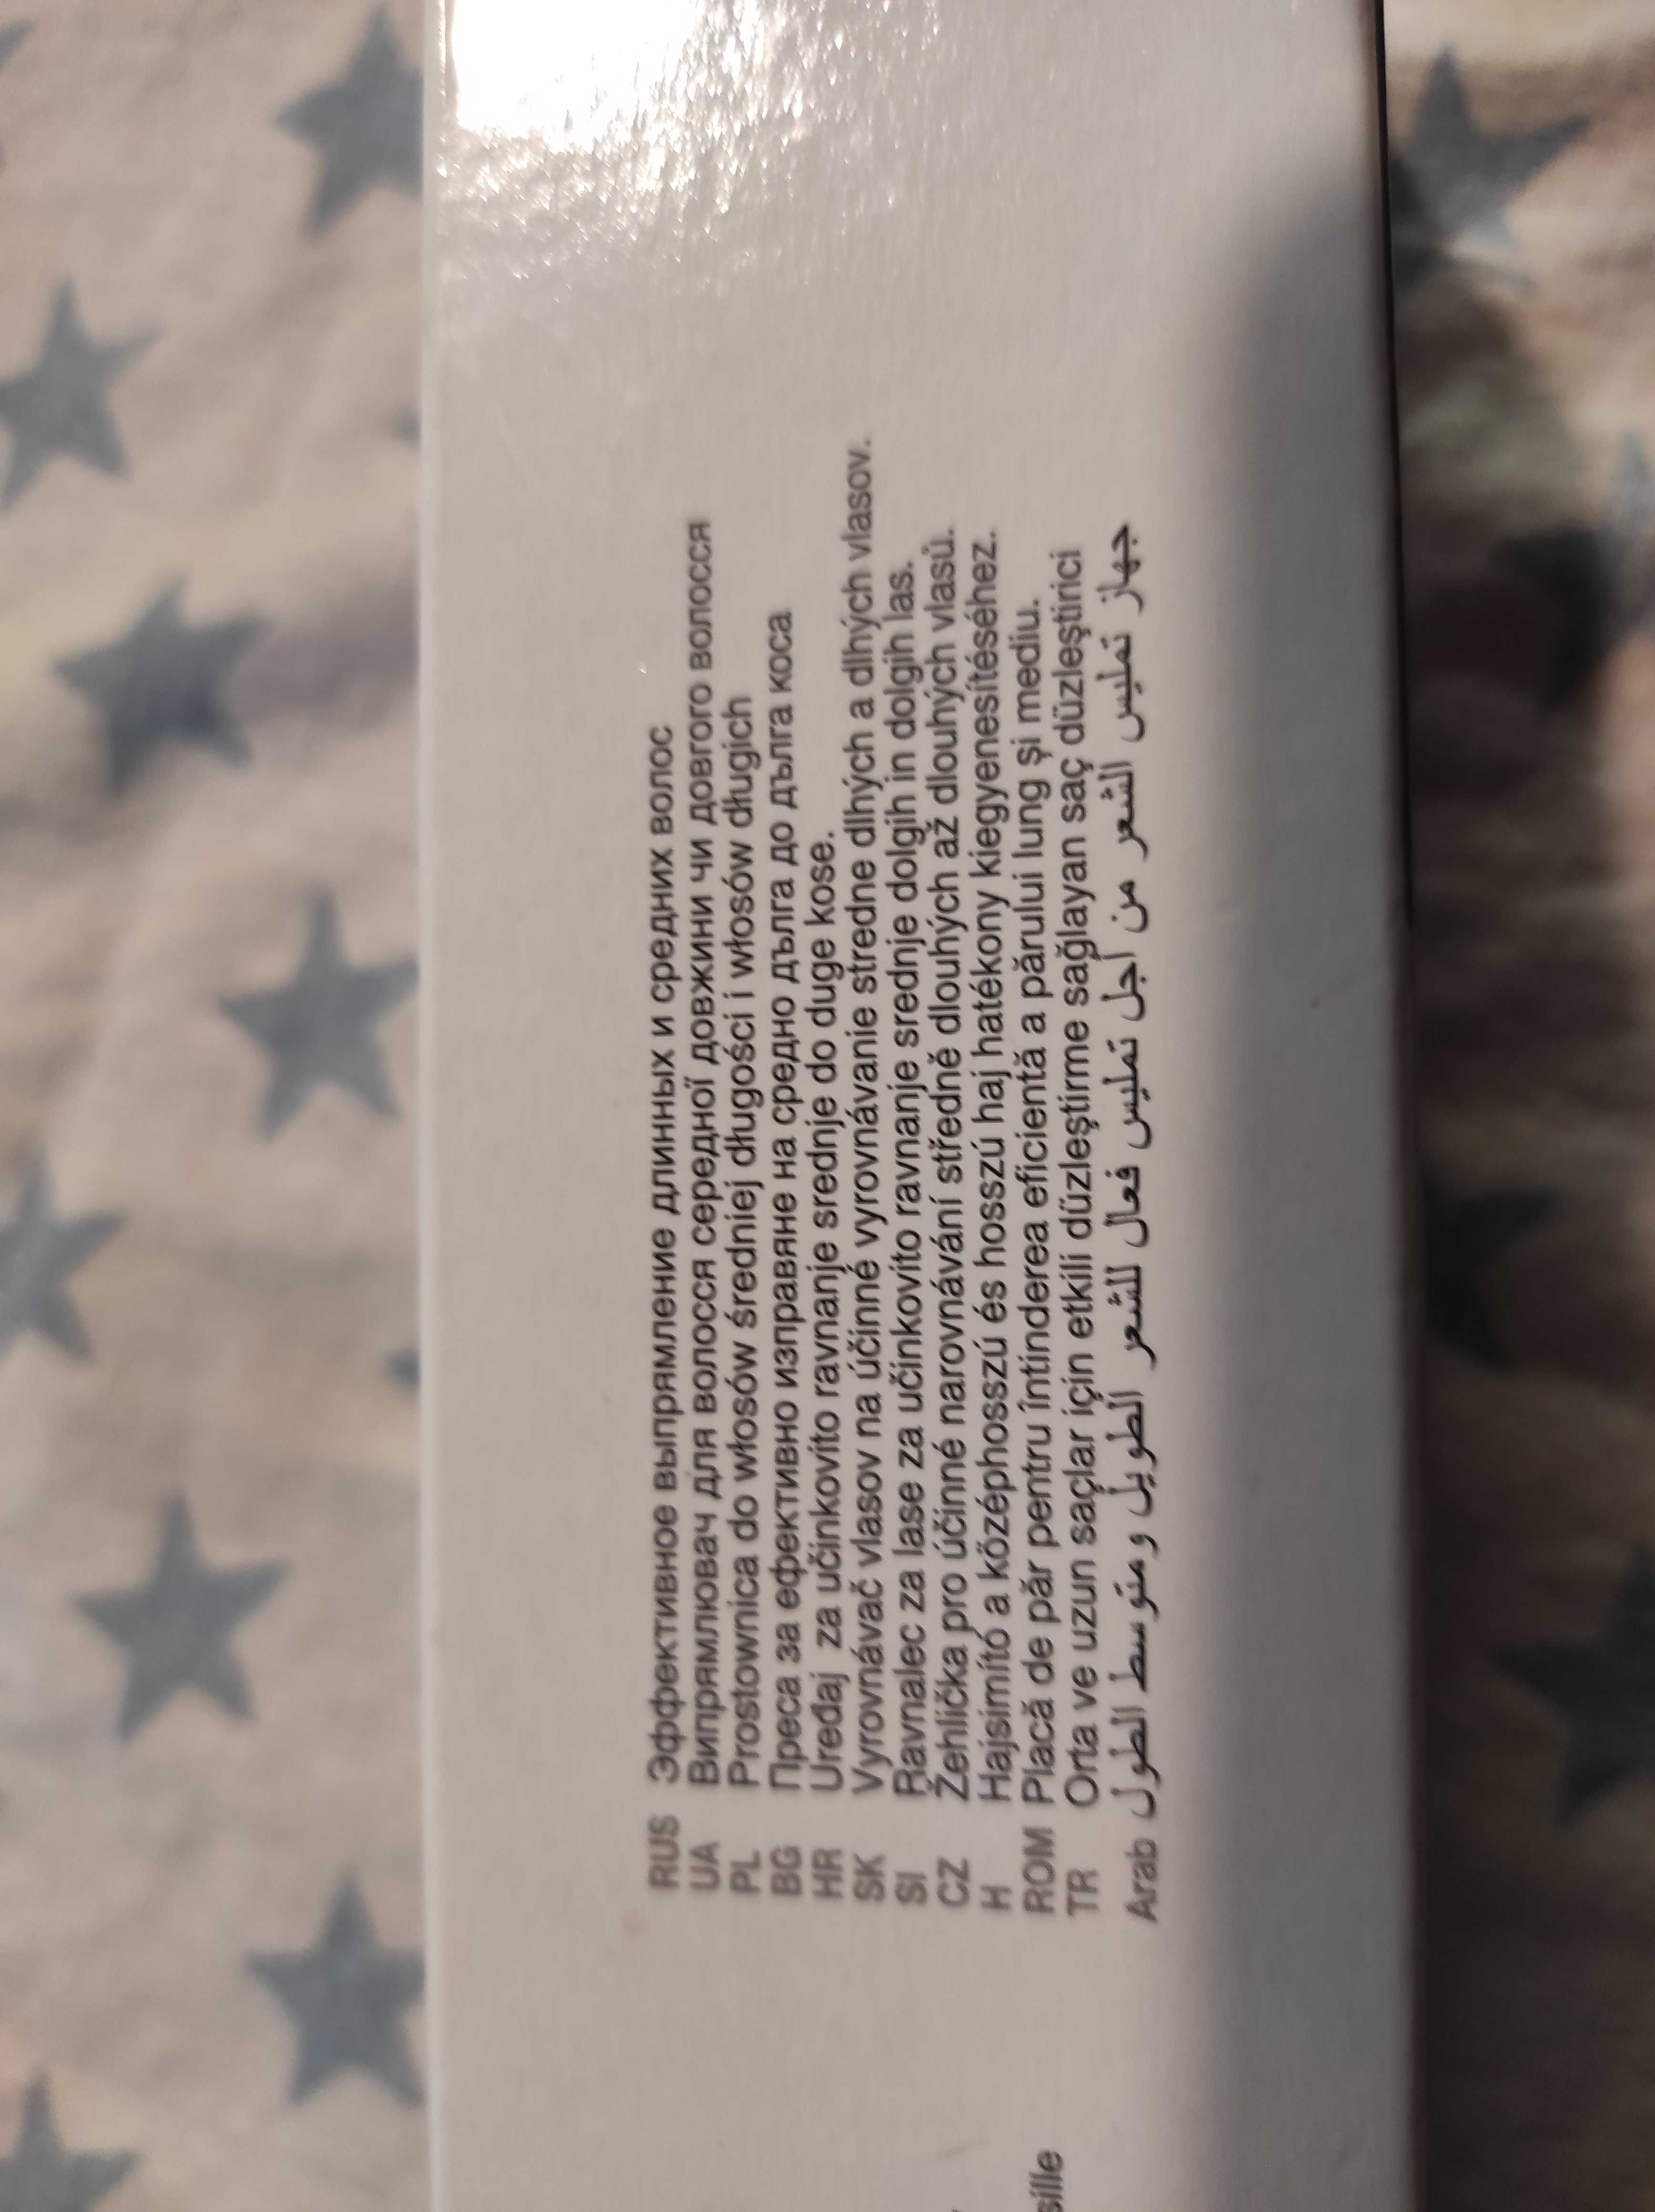 RUS Эффективное выпрямление длинных и средних волос
UA Випрямлювач для волосся середної довжини чи довгого волосся
PL Prostownica do włosów średniej długości i włosów długich
BG Преса за ефективно изправяне на средно дълга до дълга коса
HR Uređaj za učinkovito ravnanje srednje do duge kose.
SK Vyrovnávač vlasov na účinné vyrovnávanie stredne dlhých a dlhých vlasov.
SI Ravnalec za lase za učinkovito ravnanje srednje dolgih in dolgih las.
CZ Žehlička pro účinné narovnávání středně dlouhých až dlouhých vlasů.
H Hajsimító a középhosszú és hosszú haj hatékony kiegyenesítéséhez.
ROM Placă de păr pentru întinderea eficientă a părului lung și mediu.
TR Orta ve uzun saçlar için etkili düzleştirme sağlayan saç düzleştirici
Arab جهاز تمليس الشعر من أجل تمليس فعال للشعر الطويل ومتوسط الطول
sille